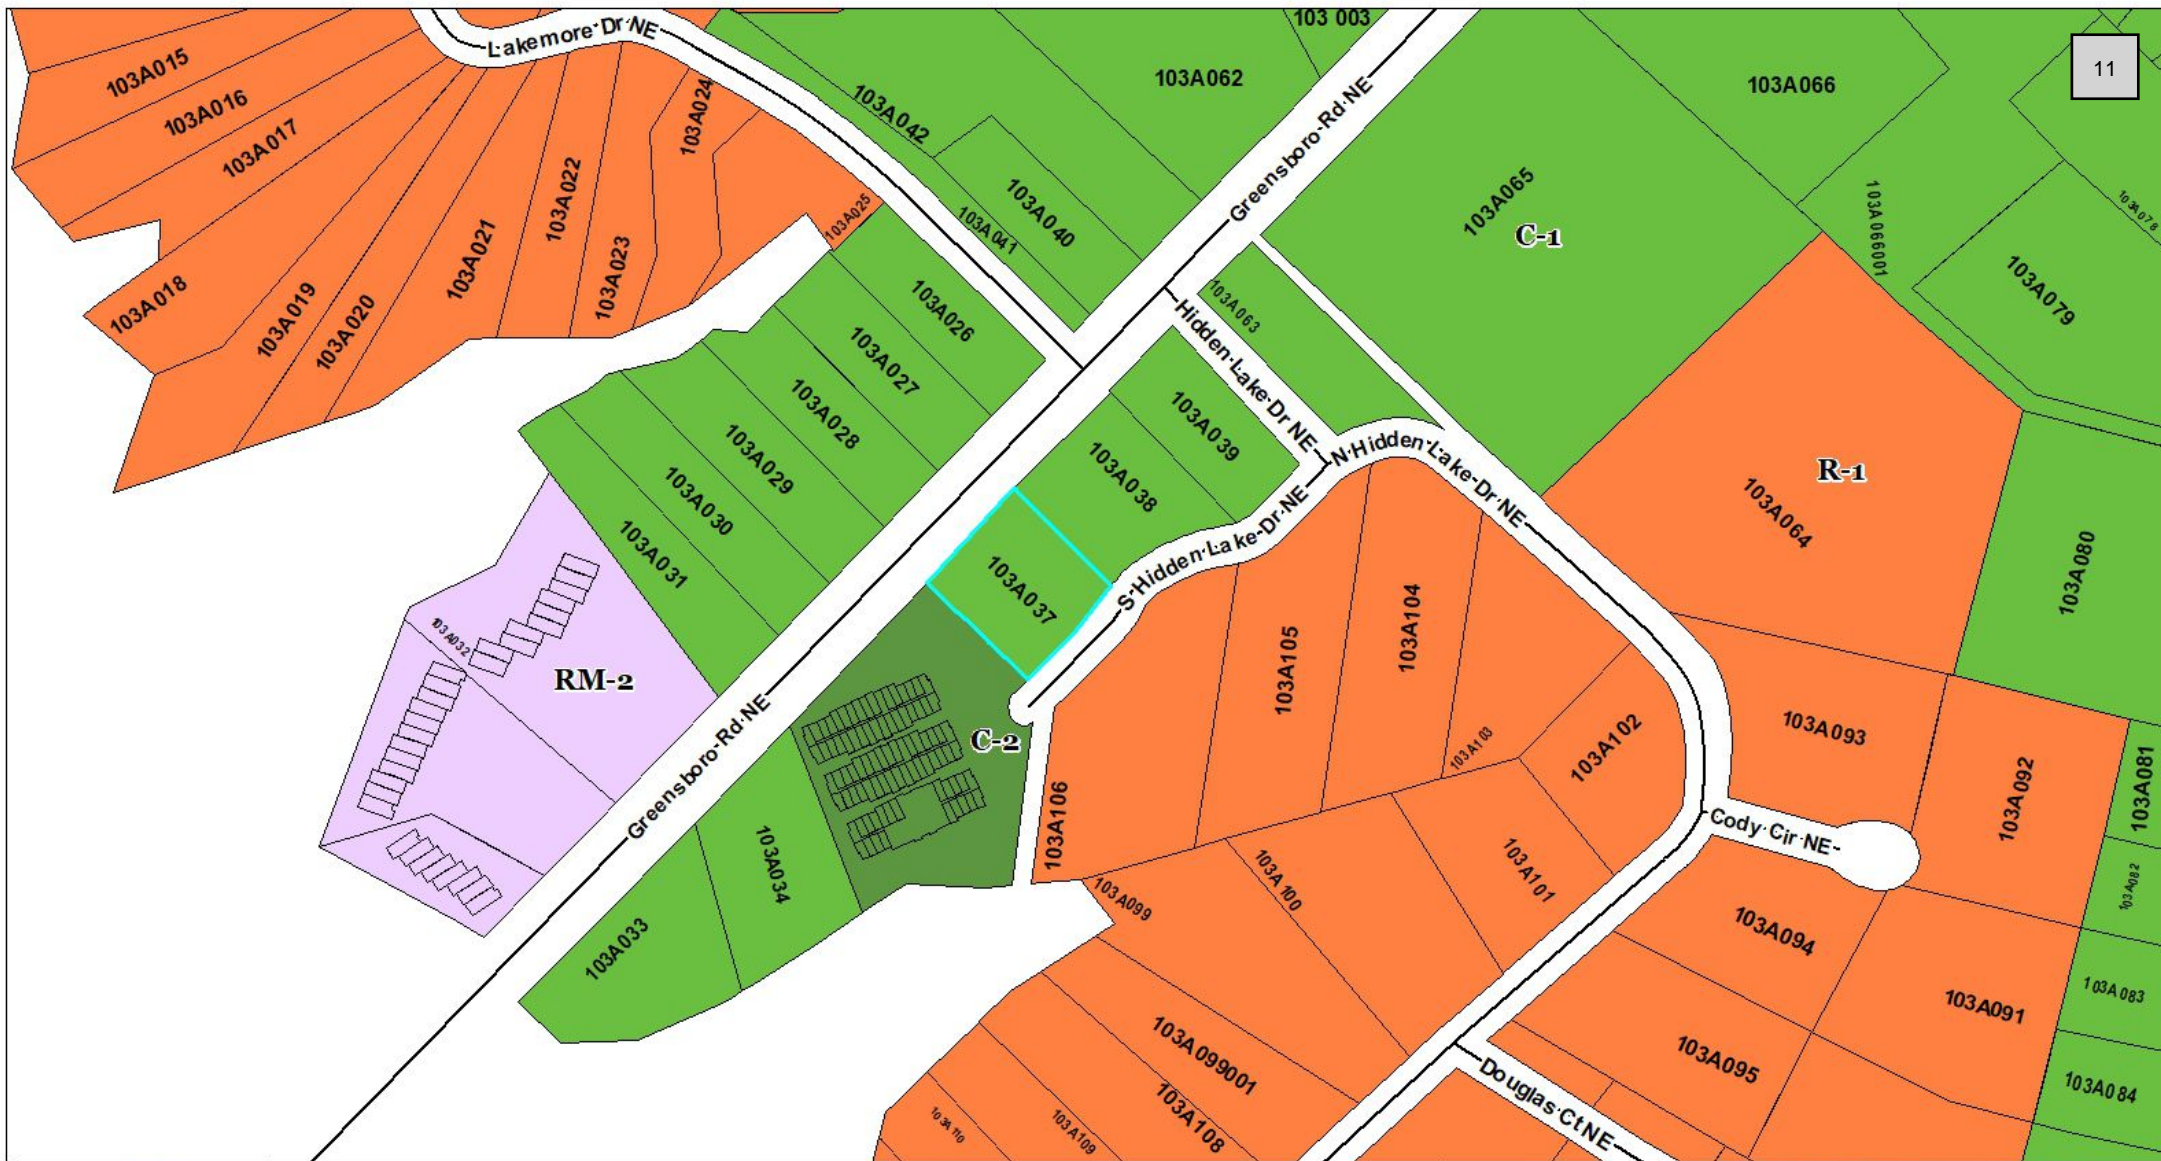 103 003
11
Lakemore Dr NE
103A015
103A062
103A066
103A016
103A024
103A042
Greensboro Rd NE
103A017
103A022
103A040
103A065
103A066001
103A078
103A025
103A041
C-1
103A021
103A023
103A018
103A019
103A020
103A026
103A063
103A079
103A027
Hidden Lake Dr NE
103A028
103A039
N Hidden Lake Dr NE
103A029
103A038
R-1
103A030
103A064
103A031
S Hidden Lake Dr NE
103A037
103A080
103A032
103A105
103A104
RM-2
Greensboro Rd NE
C-2
103A103
103A102
103A093
103A092
103A081
103A106
Cody Cir NE
103A034
103A099
103A100
103A101
103A082
103A094
103A033
103A083
103A091
103A099001
103A095
103A084
103A108
103A109
103A110
Douglas Ct NE